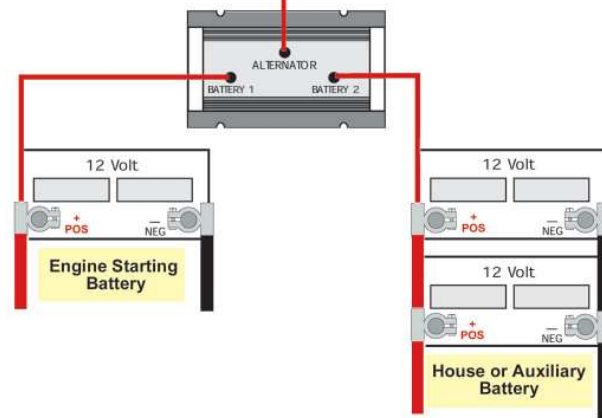 ALTERNATOR
BATTERY 1
BATTERY 2
12 Volt
+
POS
—
NEG
Engine Starting
Battery
12 Volt
+
POS
—
NEG
12 Volt
+
POS
—
NEG
House or Auxiliary
Battery